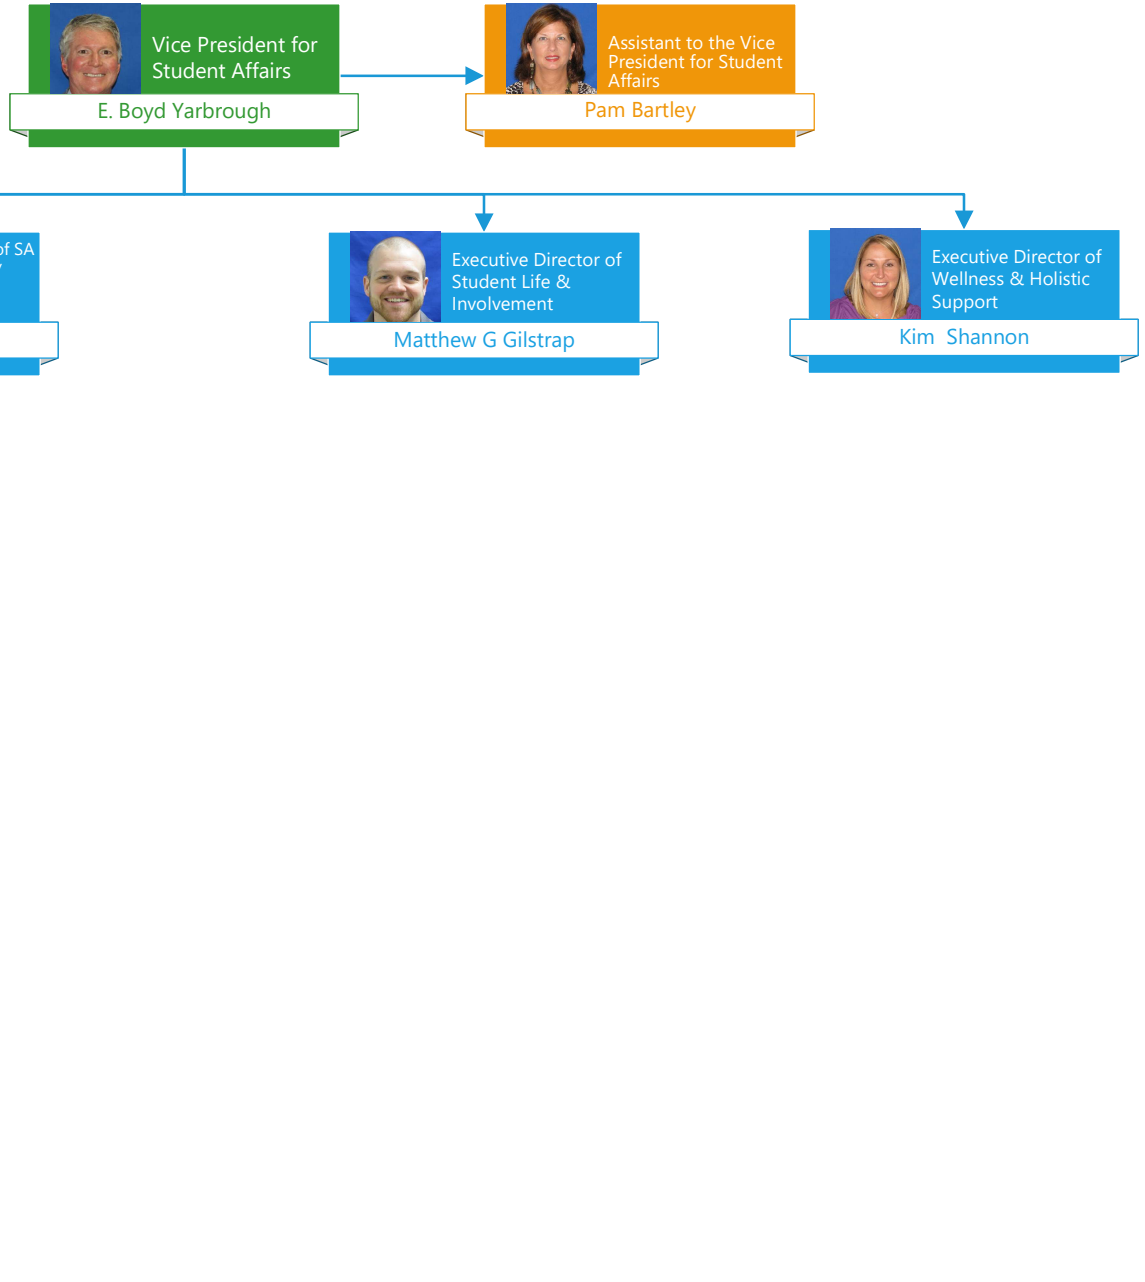 Vice President for
Student Affairs
E. Boyd Yarbrough
Assistant to the Vice
President for Student
Affairs
Pam Bartley
of SA
Executive Director of
Student Life &
Involvement
Matthew G Gilstrap
Executive Director of
Wellness & Holistic
Support
Kim  Shannon